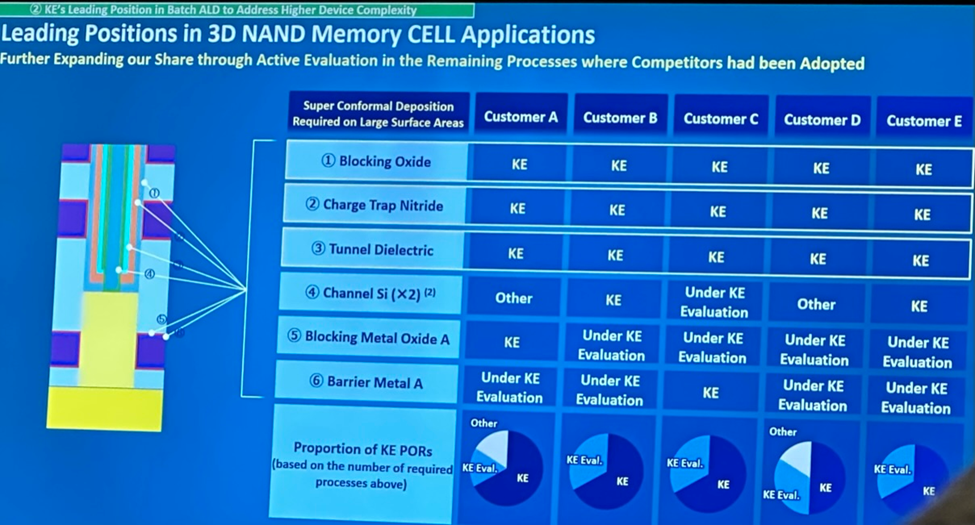 ② KE's Leading Position in Batch ALD to Address Higher Device Complexity
Leading Positions in 3D NAND Memory CELL Applications
Further Expanding our Share through Active Evaluation in the Remaining Processes where Competitors had been Adopted
Super Conformal Deposition
Required on Large Surface Areas
Customer A
Customer B
Customer C
Customer D
Customer E
① Blocking Oxide
KE
KE
KE
KE
KE
② Charge Trap Nitride
KE
KE
KE
KE
KE
③ Tunnel Dielectric
KE
KE
KE
KE
KE
④ Channel Si (×2) (2)
Other
KE
Under KE
Evaluation
Other
KE
⑤ Blocking Metal Oxide A
KE
Under KE
Evaluation
Under KE
Evaluation
Under KE
Evaluation
Under KE
Evaluation
⑥ Barrier Metal A
Under KE
Evaluation
Under KE
Evaluation
KE
Under KE
Evaluation
Under KE
Evaluation
Proportion of KE PORs
(based on the number of required
processes above)
Other
KE Eval.
KE
KE Eval.
KE
KE Eval.
KE
Other
KE Eval.
KE
KE Eval.
KE
①
④
⑤